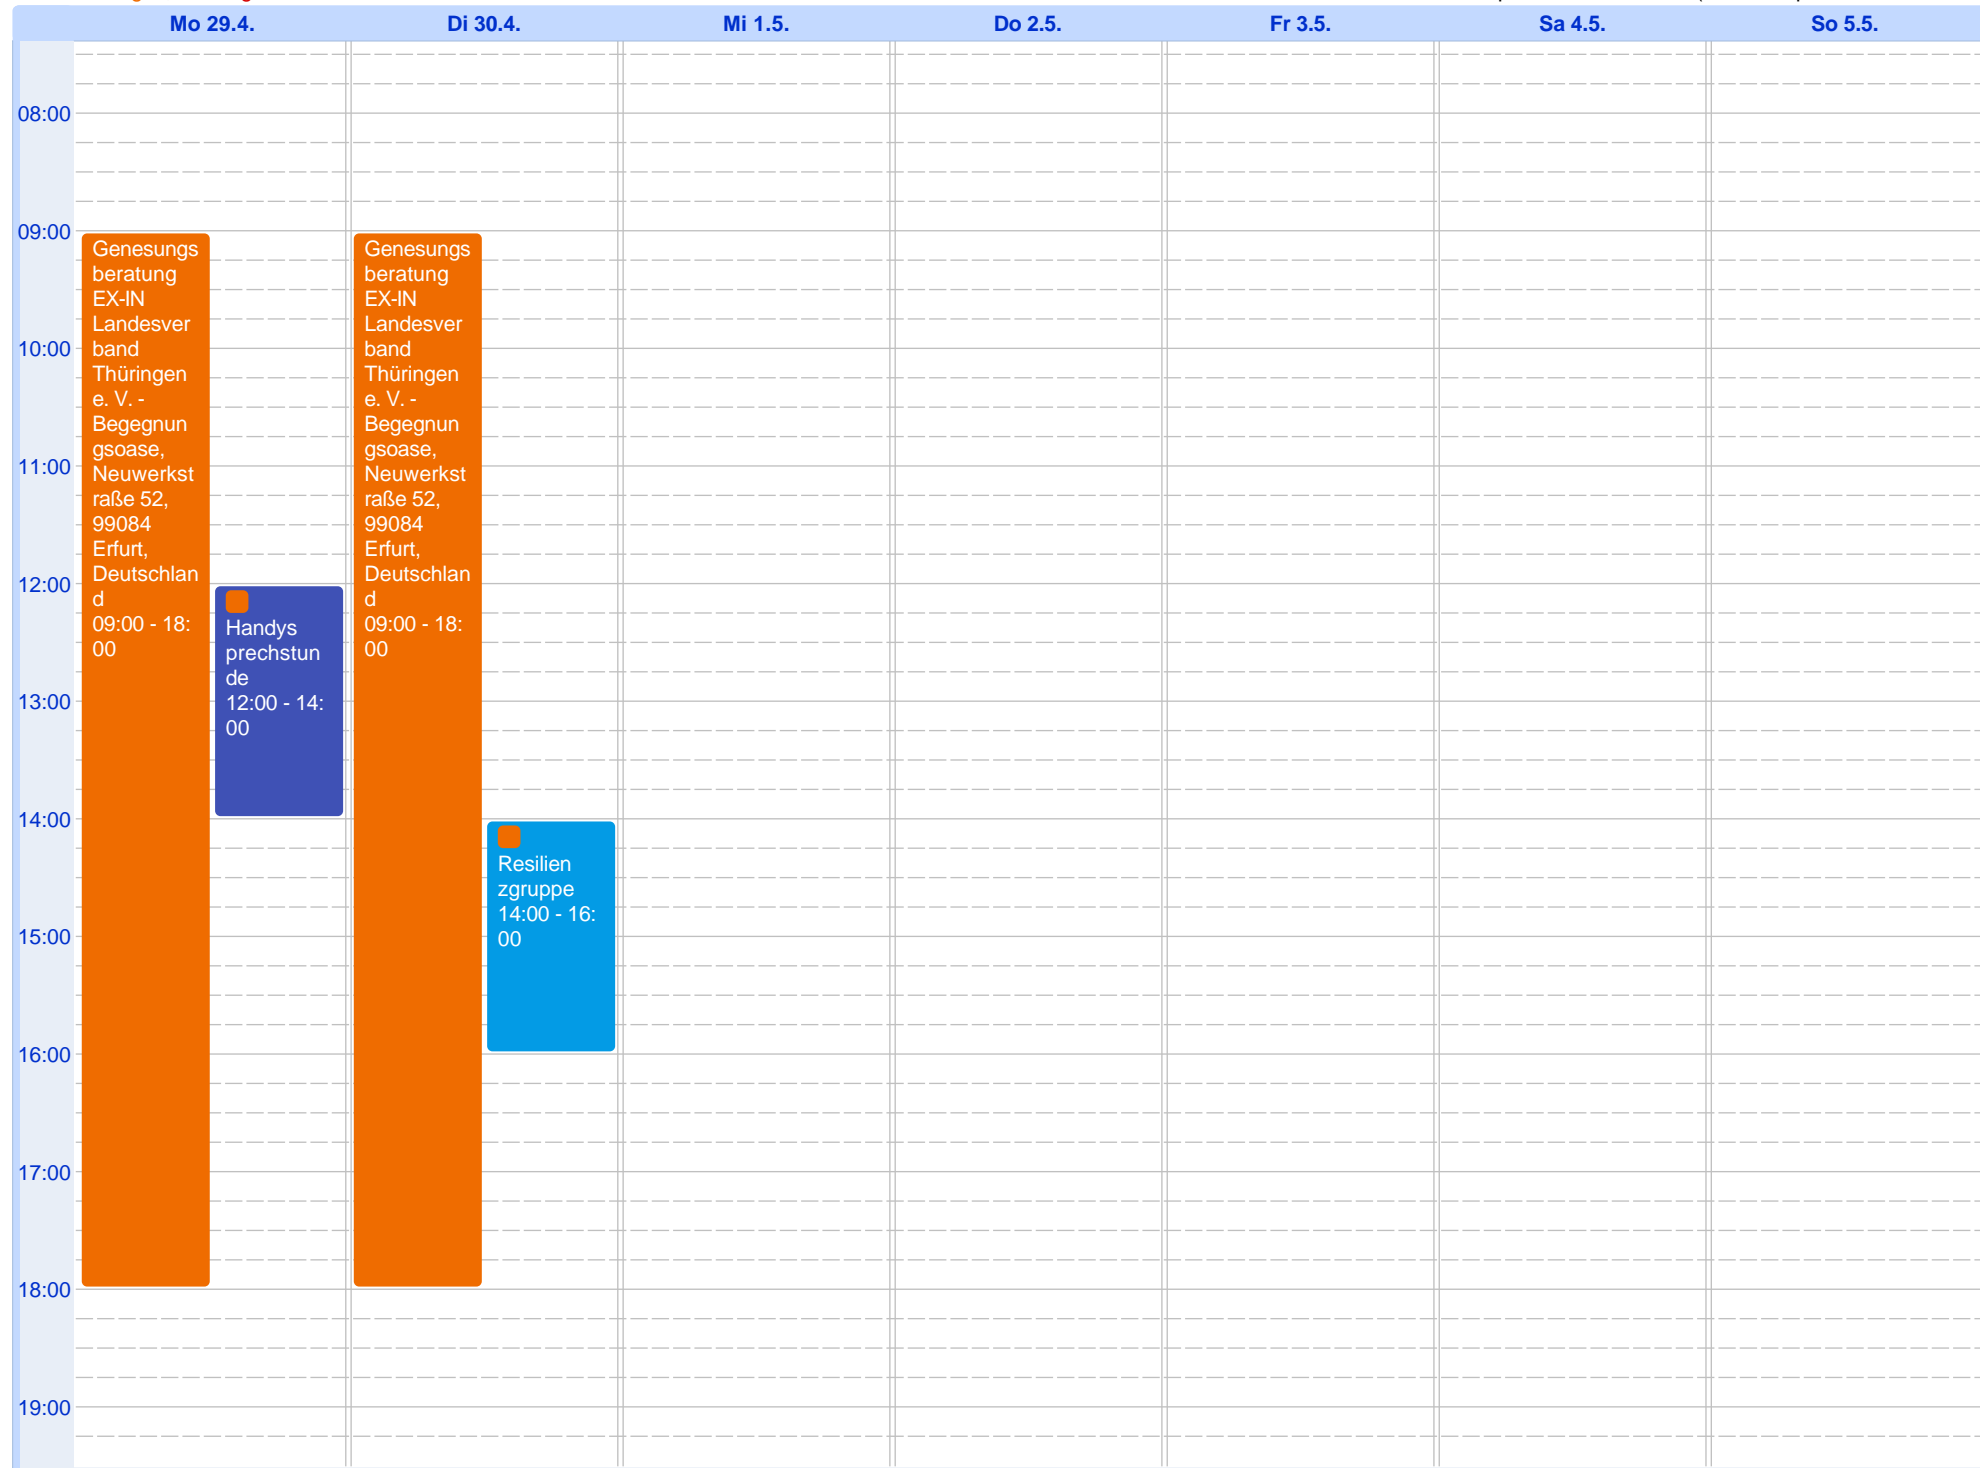 Mo 29.4.
Di 30.4.
Mi 1.5.
Do 2.5.
Fr 3.5.
Sa 4.5.
So 5.5.
08:00
09:00
10:00
11:00
12:00
13:00
14:00
15:00
16:00
17:00
18:00
19:00
Genesungs
beratung
EX-IN
Landesver
band
Thüringen
e. V. -
Begegnun
gsoase,
Neuwerkst
raße 52,
99084
Erfurt,
Deutschlan
d
09:00 - 18:
00
Handys
prechstun
de
12:00 - 14:
00
Genesungs
beratung
EX-IN
Landesver
band
Thüringen
e. V. -
Begegnun
gsoase,
Neuwerkst
raße 52,
99084
Erfurt,
Deutschlan
d
09:00 - 18:
00
Resilien
zgruppe
14:00 - 16:
00